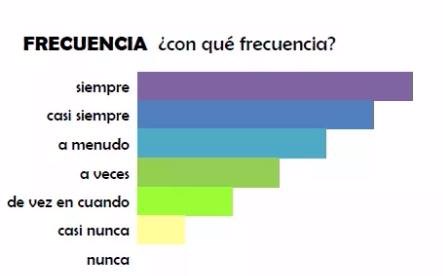 FRECUENCIA ¿con qué frecuencia?
siempre
casi siempre
a menudo
a veces
de vez en cuando
casi nunca
nunca